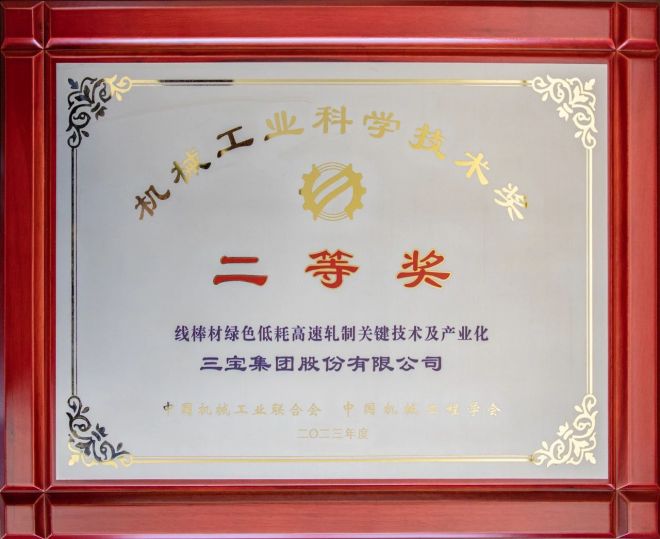 机械工业科学技术奖
二等奖
线棒材绿色低耗高速轧制关键技术及产业化
三宝集团股份有限公司
中国机械工业联合会 中国机械工程学会
二〇二三年度